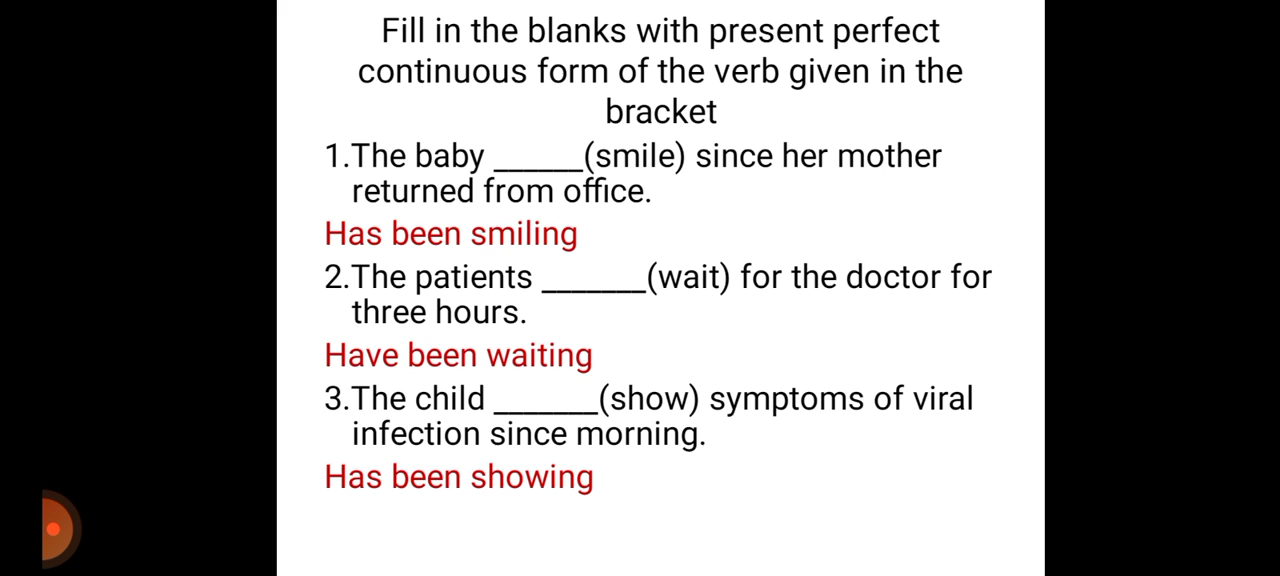 Fill in the blanks with present perfect
continuous form of the verb given in the
bracket
1.The baby ______(smile) since her mother
returned from office.
Has been smiling
2.The patients _______(wait) for the doctor for
three hours.
Have been waiting
3.The child _______(show) symptoms of viral
infection since morning.
Has been showing